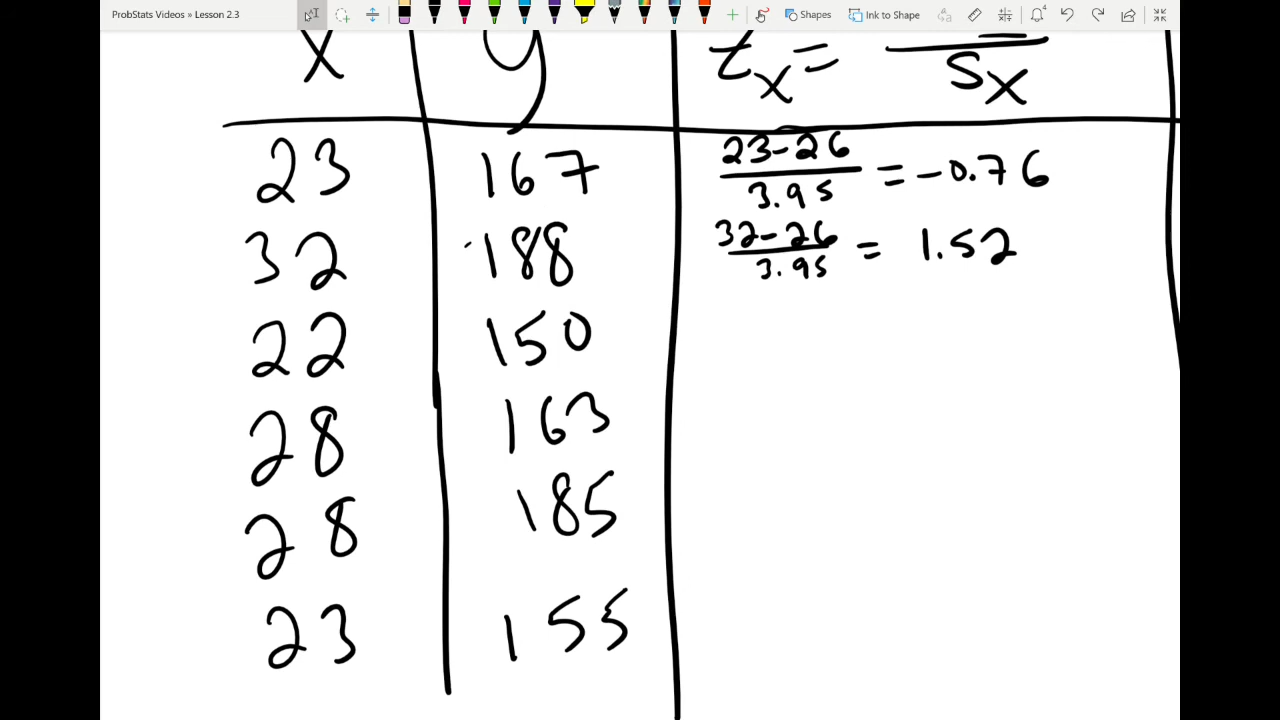 ProbStats Videos » Lesson 2.3
Shapes
Ink to Shape
4
x y z_x = / s_x
23 167 23-26/3.95 = -0.76
32 188 32-26/3.95 = 1.52
22 150
28 163
28 185
23 155